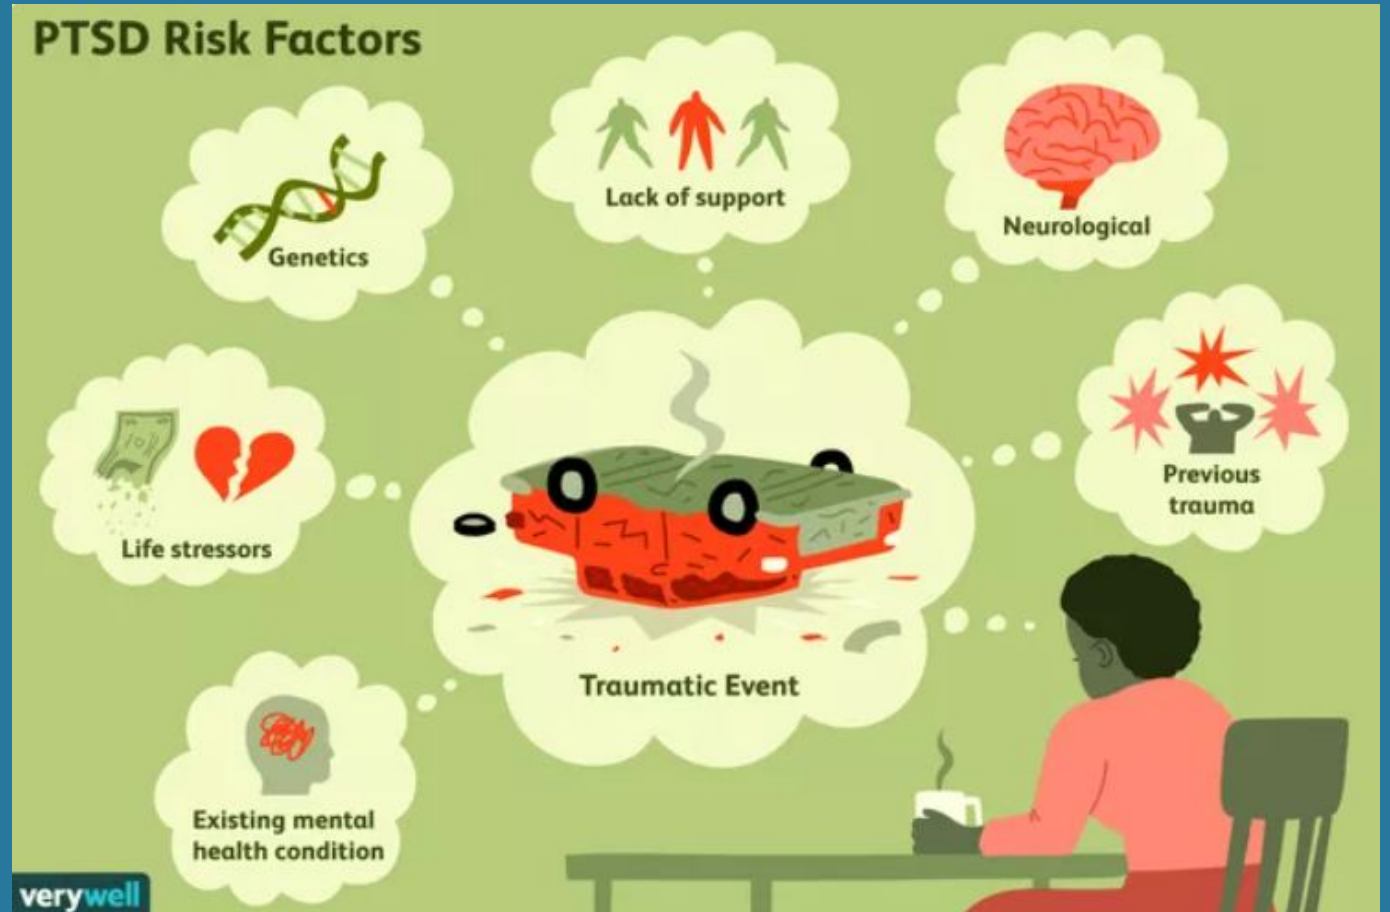 PTSD Risk Factors
Lack of support
Neurological
Genetics
Previous
trauma
Life stressors
Traumatic Event
Existing mental
health condition
verywell